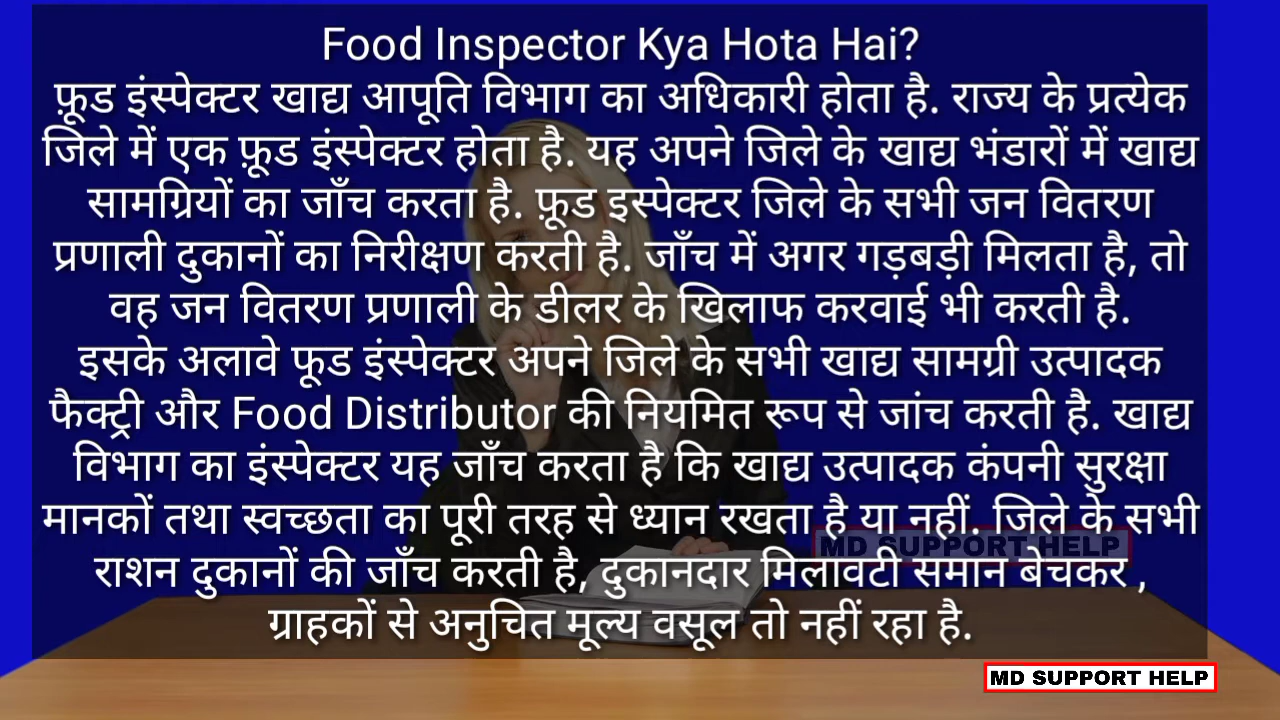 Food Inspector Kya Hota Hai?
फ़ूड इंस्पेक्टर खाद्य आपूति विभाग का अधिकारी होता है. राज्य के प्रत्येक
जिले में एक फ़ूड इंस्पेक्टर होता है. यह अपने जिले के खाद्य भंडारों में खाद्य
सामग्रियों का जाँच करता है. फ़ूड इस्पेक्टर जिले के सभी जन वितरण
प्रणाली दुकानों का निरीक्षण करती है. जाँच में अगर गड़बड़ी मिलता है, तो
वह जन वितरण प्रणाली के डीलर के खिलाफ करवाई भी करती है.
इसके अलावे फूड इंस्पेक्टर अपने जिले के सभी खाद्य सामग्री उत्पादक
फैक्ट्री और Food Distributor की नियमित रूप से जांच करती है. खाद्य
विभाग का इंस्पेक्टर यह जाँच करता है कि खाद्य उत्पादक कंपनी सुरक्षा
मानकों तथा स्वच्छता का पूरी तरह से ध्यान रखता है या नहीं. जिले के सभी
MD SUPPORT HELP
राशन दुकानों की जाँच करती है, दुकानदार मिलावटी समान बेचकर ,
ग्राहकों से अनुचित मूल्य वसूल तो नहीं रहा है.
MD SUPPORT HELP